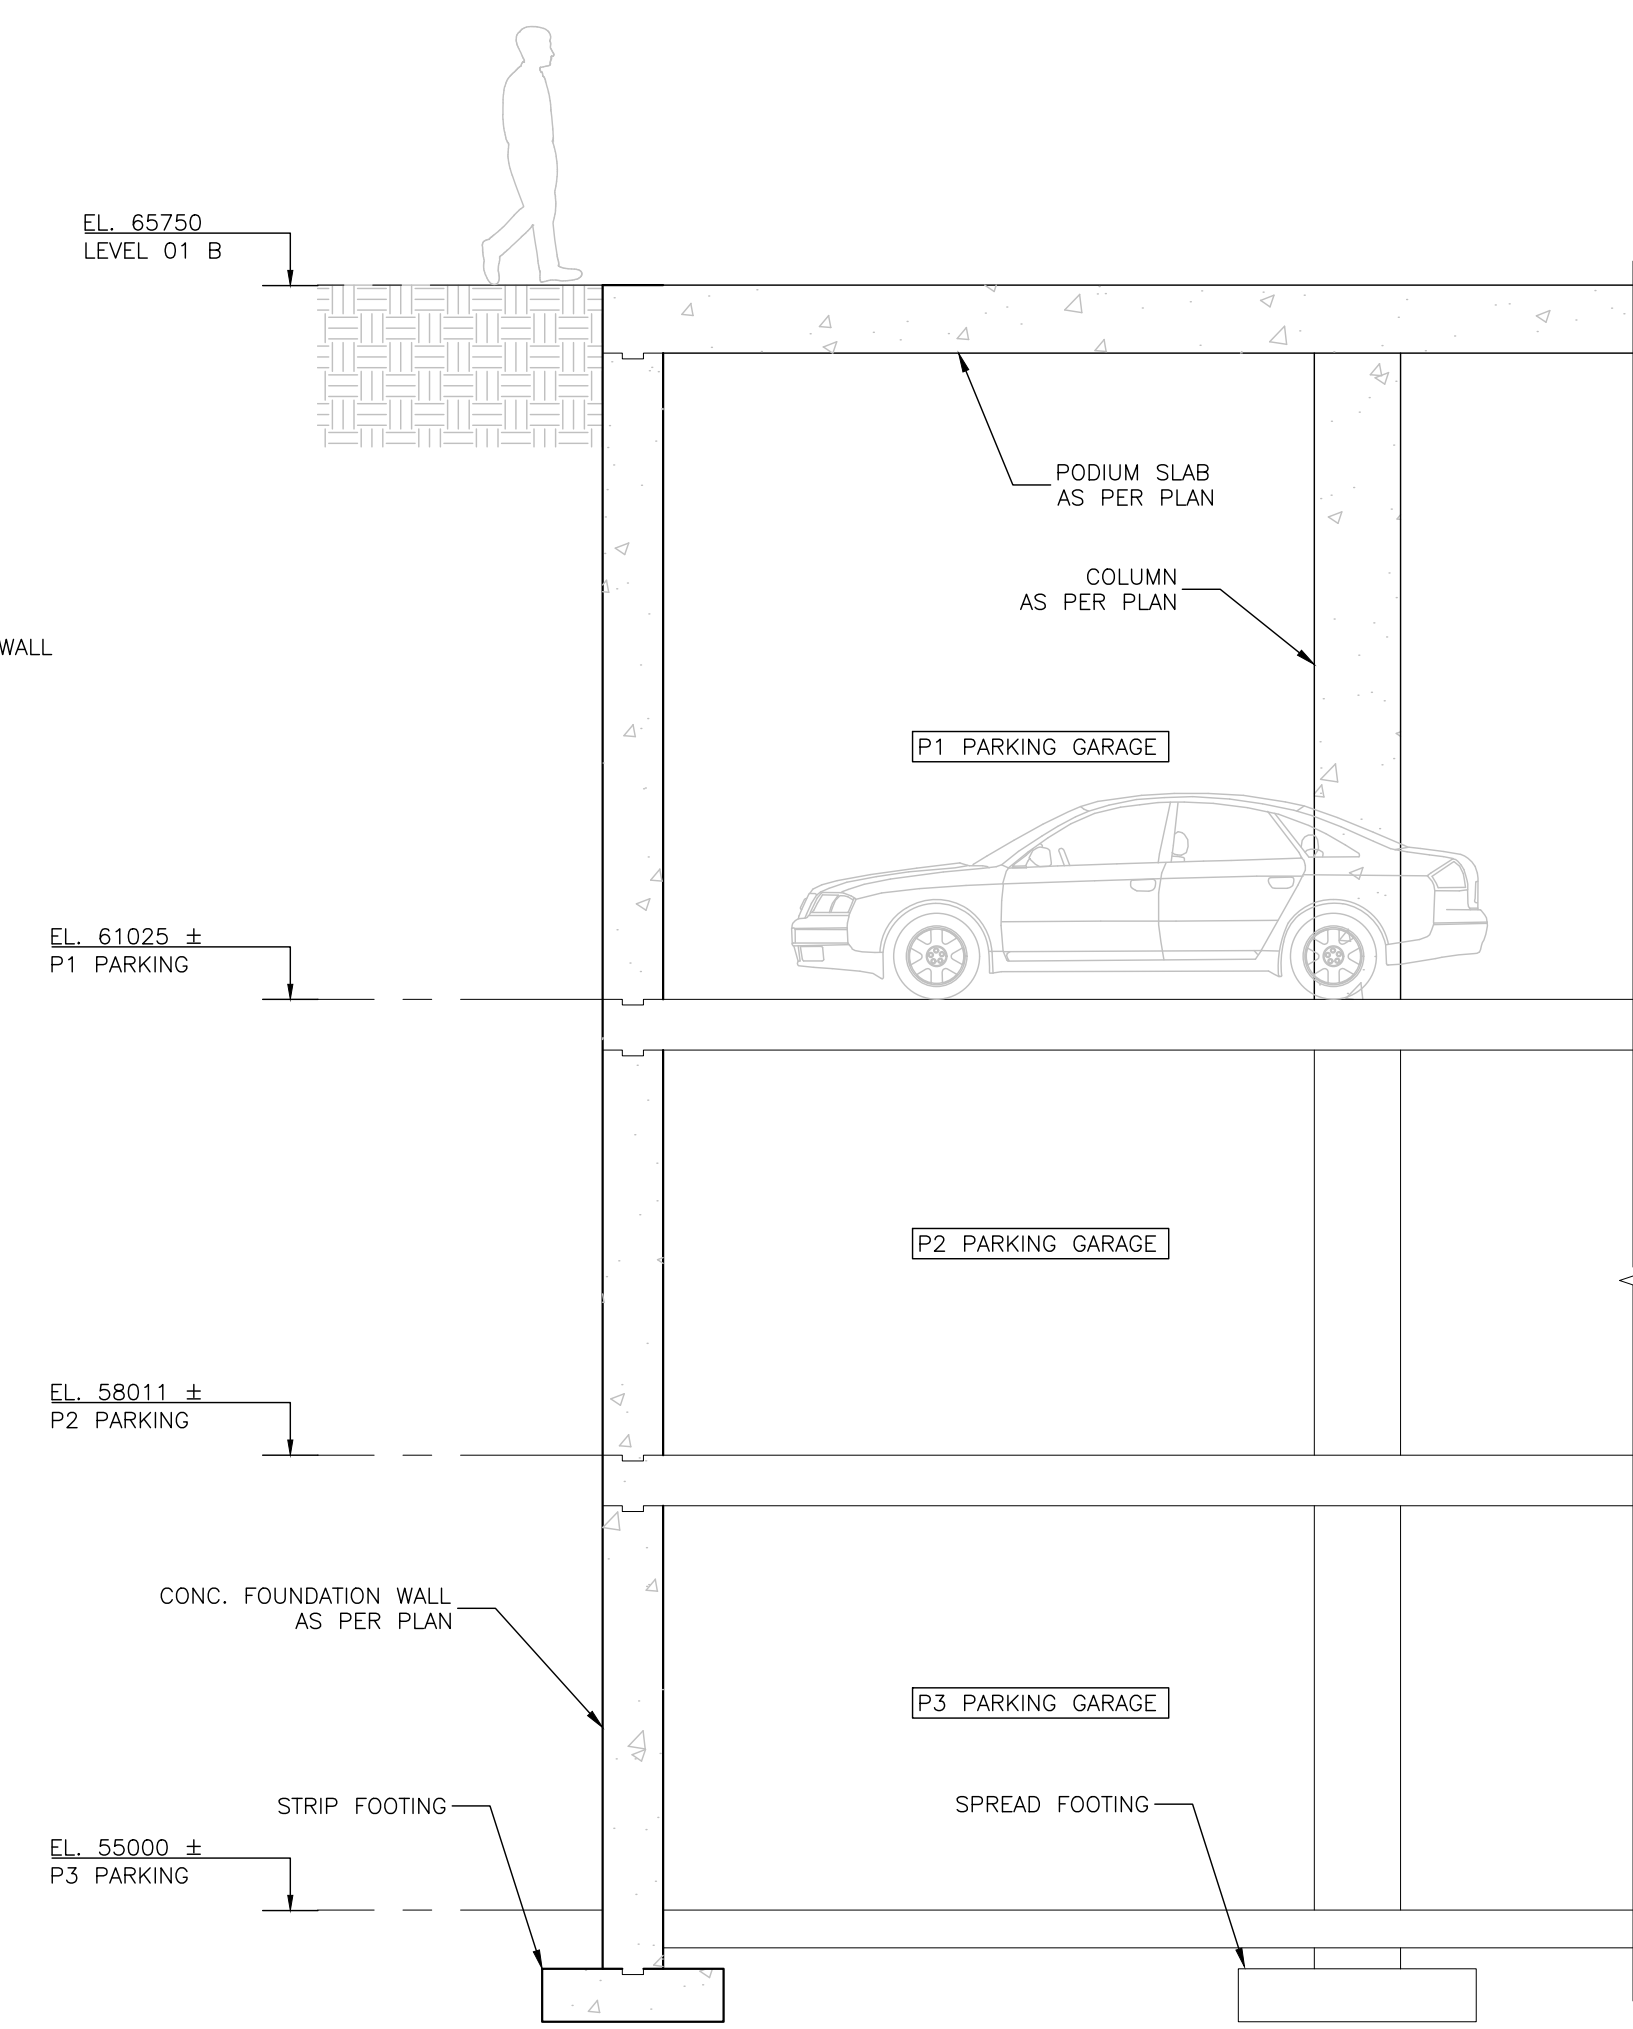 EL. 65750
LEVEL 01 B
PODIUM SLAB
AS PER PLAN
COLUMN
AS PER PLAN
WALL
P1 PARKING GARAGE
EL. 61025 ±
P1 PARKING
P2 PARKING GARAGE
EL. 58011 ±
P2 PARKING
CONC. FOUNDATION WALL
AS PER PLAN
P3 PARKING GARAGE
STRIP FOOTING
SPREAD FOOTING
EL. 55000 ±
P3 PARKING